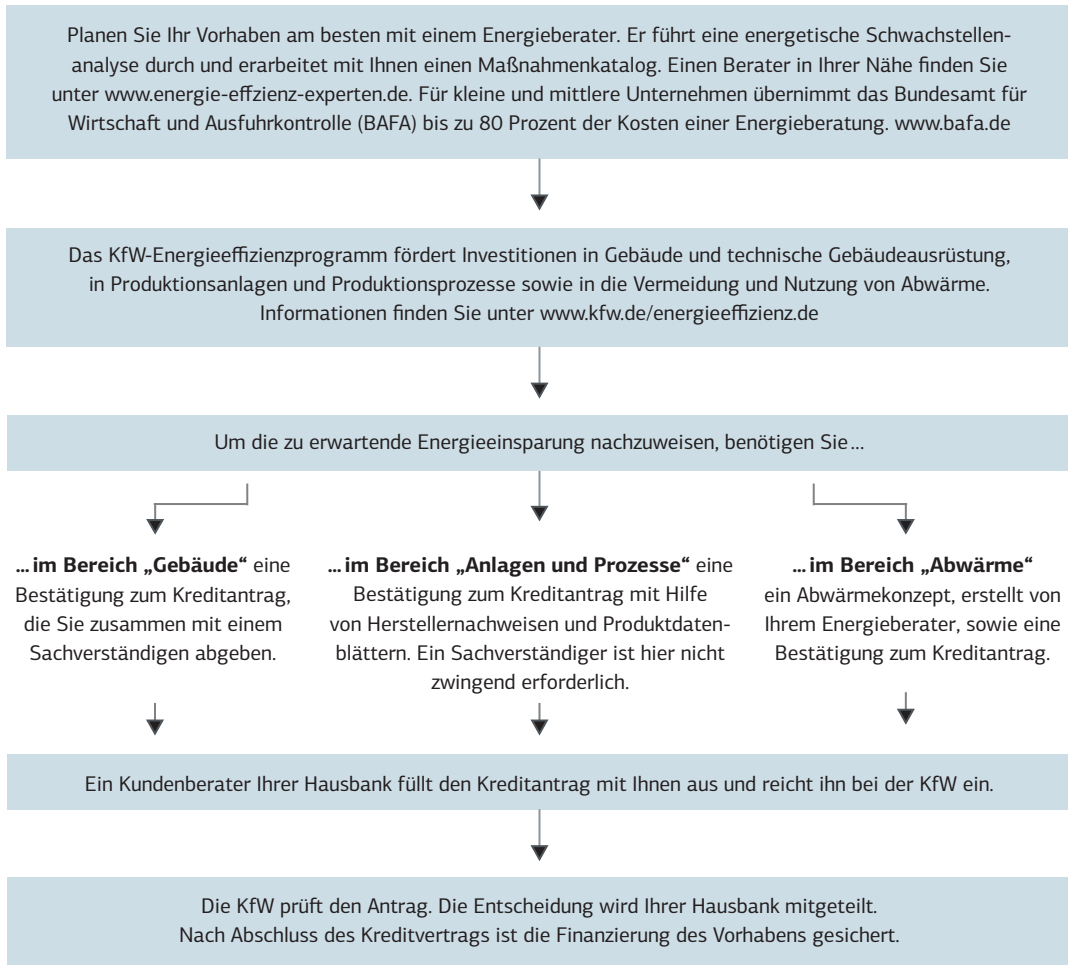 Planen Sie Ihr Vorhaben am besten mit einem Energieberater. Er führt eine energetische Schwachstellen-
analyse durch und erarbeitet mit Ihnen einen Maßnahmenkatalog. Einen Berater in Ihrer Nähe finden Sie
unter www.energie-effzienz-experten.de. Für kleine und mittlere Unternehmen übernimmt das Bundesamt für
Wirtschaft und Ausfuhrkontrolle (BAFA) bis zu 80 Prozent der Kosten einer Energieberatung. www.bafa.de
Das KfW-Energieeffizienzprogramm fördert Investitionen in Gebäude und technische Gebäudeausrüstung,
in Produktionsanlagen und Produktionsprozesse sowie in die Vermeidung und Nutzung von Abwärme.
Informationen finden Sie unter www.kfw.de/energieeffizienz.de
Um die zu erwartende Energieeinsparung nachzuweisen, benötigen Sie …
… im Bereich „Gebäude“ eine
Bestätigung zum Kreditantrag,
die Sie zusammen mit einem
Sachverständigen abgeben.
… im Bereich „Anlagen und Prozesse“ eine
Bestätigung zum Kreditantrag mit Hilfe
von Herstellernachweisen und Produktdaten-
blättern. Ein Sachverständiger ist hier nicht
zwingend erforderlich.
… im Bereich „Abwärme“
ein Abwärmekonzept, erstellt von
Ihrem Energieberater, sowie eine
Bestätigung zum Kreditantrag.
Ein Kundenberater Ihrer Hausbank füllt den Kreditantrag mit Ihnen aus und reicht ihn bei der KfW ein.
Die KfW prüft den Antrag. Die Entscheidung wird Ihrer Hausbank mitgeteilt.
Nach Abschluss des Kreditvertrags ist die Finanzierung des Vorhabens gesichert.